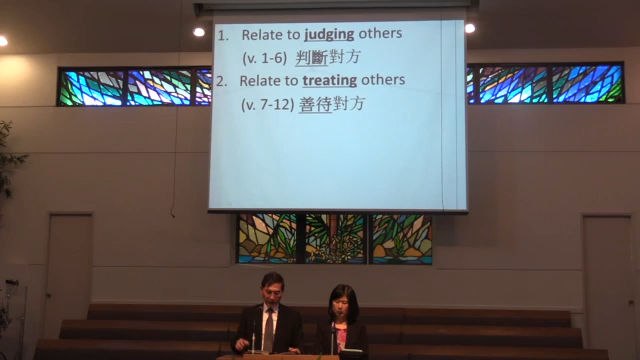 1. Relate to judging others
(v. 1-6) 判斷對方
2. Relate to treating others
(v. 7-12) 善待對方